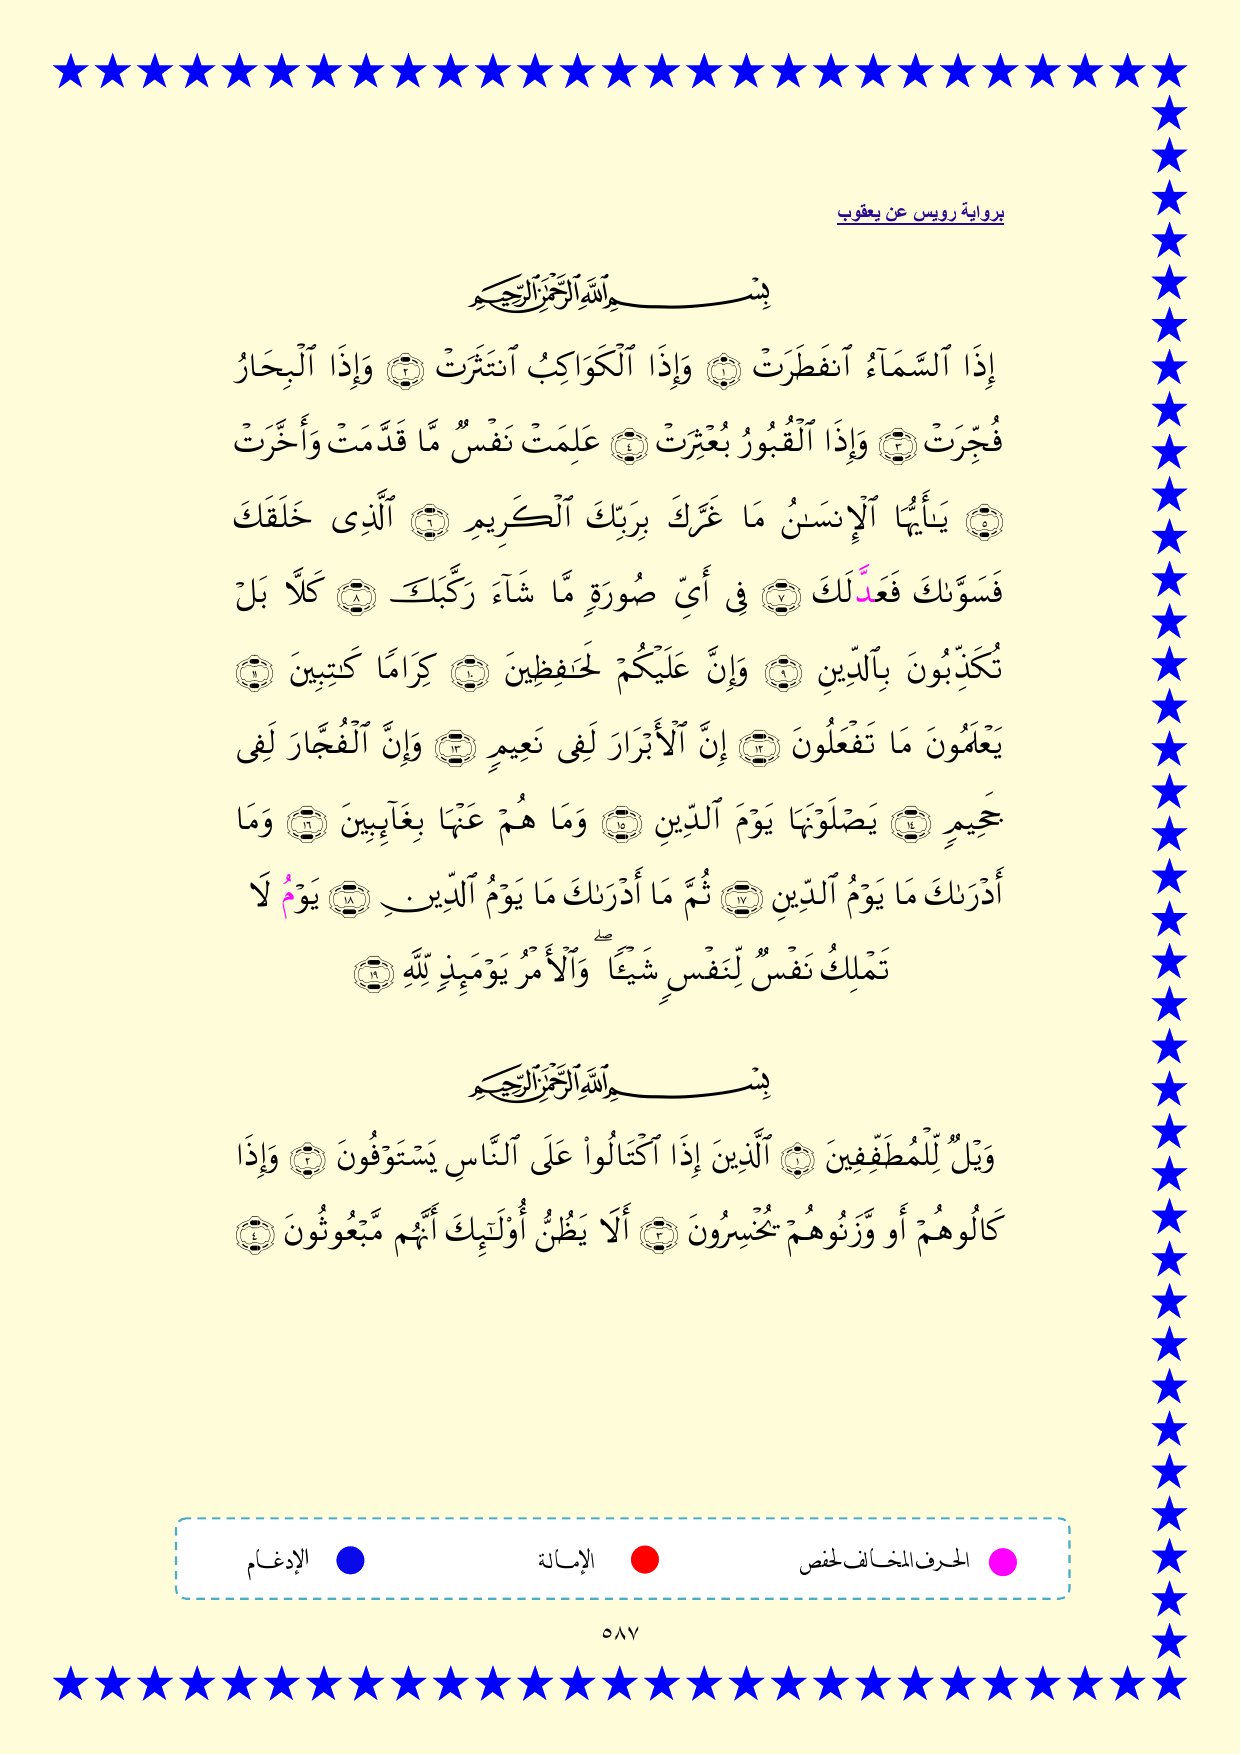 برواية رويس عن يعقوب
بِسْمِ ٱللَّهِ ٱلرَّحْمَٰنِ ٱلرَّحِيمِ
إِذَا ٱلسَّمَآءُ ٱنفَطَرَتْ ١ وَإِذَا ٱلْكَوَاكِبُ ٱنتَثَرَتْ ٢ وَإِذَا ٱلْبِحَارُ
فُجِّرَتْ ٣ وَإِذَا ٱلْقُبُورُ بُعْثِرَتْ ٤ عَلِمَتْ نَفْسٌ مَّا قَدَّمَتْ وَأَخَّرَتْ
٥ يَـٰٓأَيُّهَا ٱلْإِنسَـٰنُ مَا غَرَّكَ بِرَبِّكَ ٱلْكَرِيمِ ٦ ٱلَّذِى خَلَقَكَ
فَسَوَّىٰكَ فَعَدَّلَكَ ٧ فِى أَىِّ صُورَةٍ مَّا شَآءَ رَكَّبَكَ ٨ كَلَّا بَلْ
تُكَذِّبُونَ بِٱلدِّينِ ٩ وَإِنَّ عَلَيْكُمْ لَحَـٰفِظِينَ ١٠ كِرَامًا كَـٰتِبِينَ ١١
يَعْلَمُونَ مَا تَفْعَلُونَ ١٢ إِنَّ ٱلْأَبْرَارَ لَفِى نَعِيمٍ ١٣ وَإِنَّ ٱلْفُجَّارَ لَفِى
جَحِيمٍ ١٤ يَصْلَوْنَهَا يَوْمَ ٱلدِّينِ ١٥ وَمَا هُمْ عَنْهَا بِغَآئِبِينَ ١٦ وَمَا
أَدْرَىٰكَ مَا يَوْمُ ٱلدِّينِ ١٧ ثُمَّ مَا أَدْرَىٰكَ مَا يَوْمُ ٱلدِّينِ ١٨ يَوْمُ لَا
تَمْلِكُ نَفْسٌ لِّنَفْسٍ شَيْـًٔا ۖ وَٱلْأَمْرُ يَوْمَئِذٍ لِّلَّهِ ١٩
بِسْمِ ٱللَّهِ ٱلرَّحْمَٰنِ ٱلرَّحِيمِ
وَيْلٌ لِّلْمُطَفِّفِينَ ١ ٱلَّذِينَ إِذَا ٱكْتَالُوا۟ عَلَى ٱلنَّاسِ يَسْتَوْفُونَ ٢ وَإِذَا
كَالُوهُمْ أَو وَّزَنُوهُمْ يُخْسِرُونَ ٣ أَلَا يَظُنُّ أُو۟لَـٰٓئِكَ أَنَّهُم مَّبْعُوثُونَ ٤
الحرف المخالف لحفص الإمالة الإدغام
٥٨٧